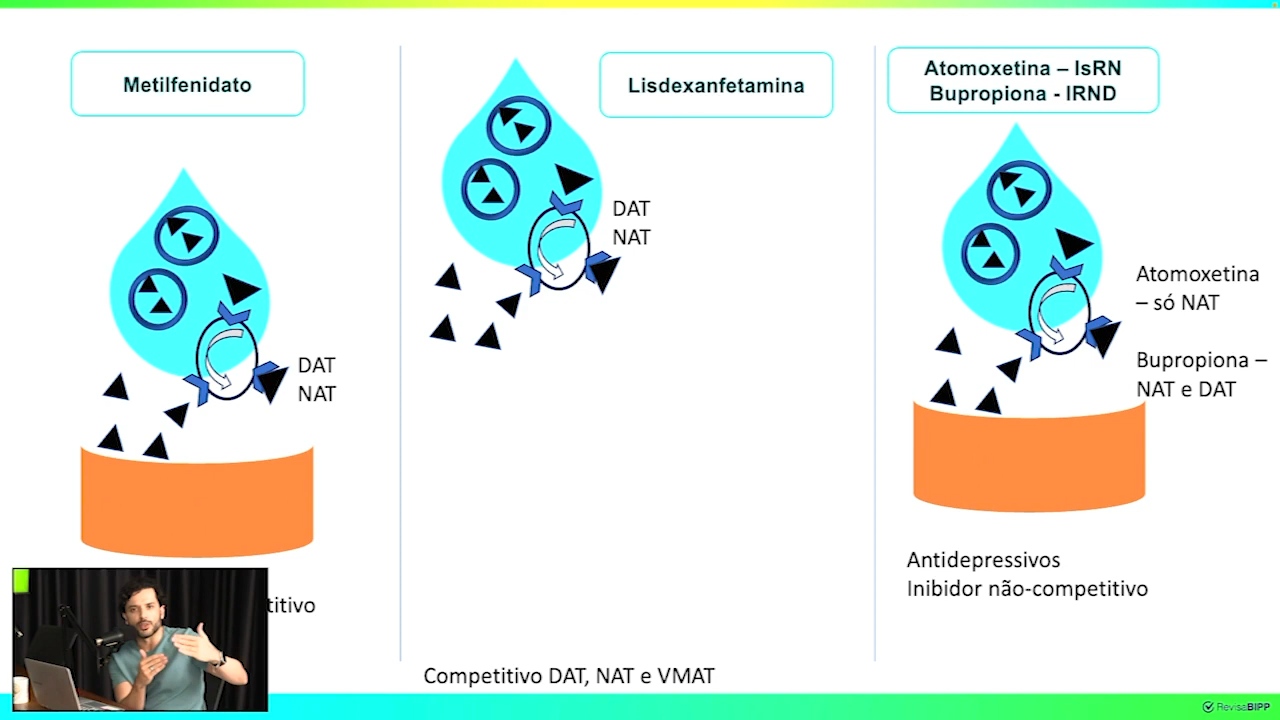 Metilfenidato
DAT
NAT
Lisdexanfetamina
DAT
NAT
Competitivo DAT, NAT e VMAT
Atomoxetina – IsRN
Bupropiona - IRND
Atomoxetina
– só NAT
Bupropiona –
NAT e DAT
Antidepressivos
Inibidor não-competitivo
RevisaBIPP